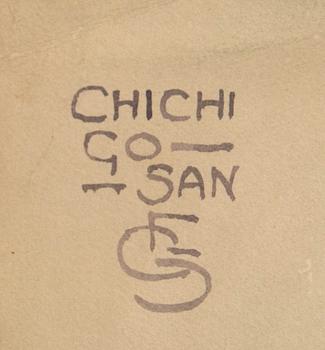 CHICHI
GO —
— SAN